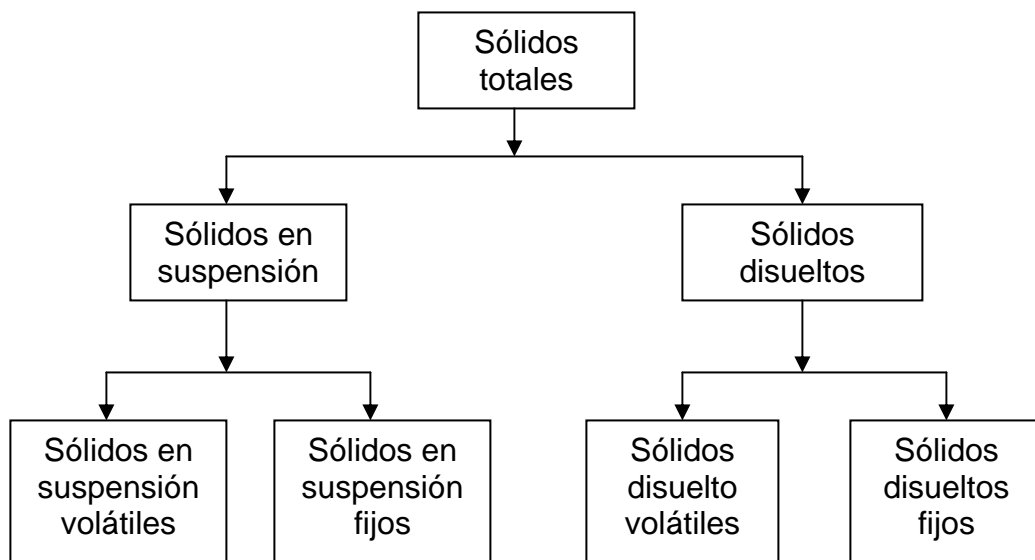 Sólidos
totales
Sólidos en
suspensión
Sólidos
disueltos
Sólidos en
suspensión
volátiles
Sólidos en
suspensión
fijos
Sólidos
disuelto
volátiles
Sólidos
disueltos
fijos